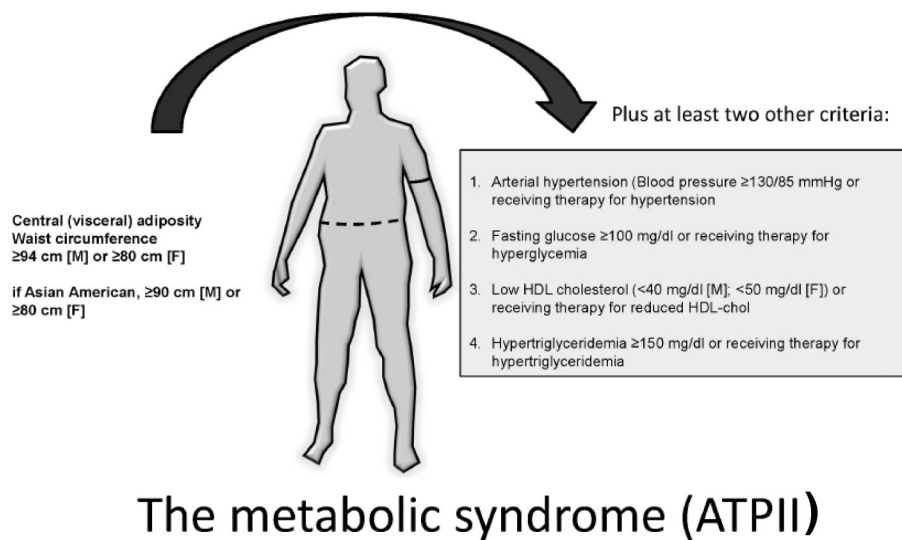 Central (visceral) adiposity
Waist circumference
≥94 cm [M] or ≥80 cm [F]
if Asian American, ≥90 cm [M] or
≥80 cm [F]
Plus at least two other criteria:
1. Arterial hypertension (Blood pressure ≥130/85 mmHg or
receiving therapy for hypertension
2. Fasting glucose ≥100 mg/dl or receiving therapy for
hyperglycemia
3. Low HDL cholesterol (<40 mg/dl [M]; <50 mg/dl [F]) or
receiving therapy for reduced HDL-chol
4. Hypertriglyceridemia ≥150 mg/dl or receiving therapy for
hypertriglyceridemia
The metabolic syndrome (ATPII)